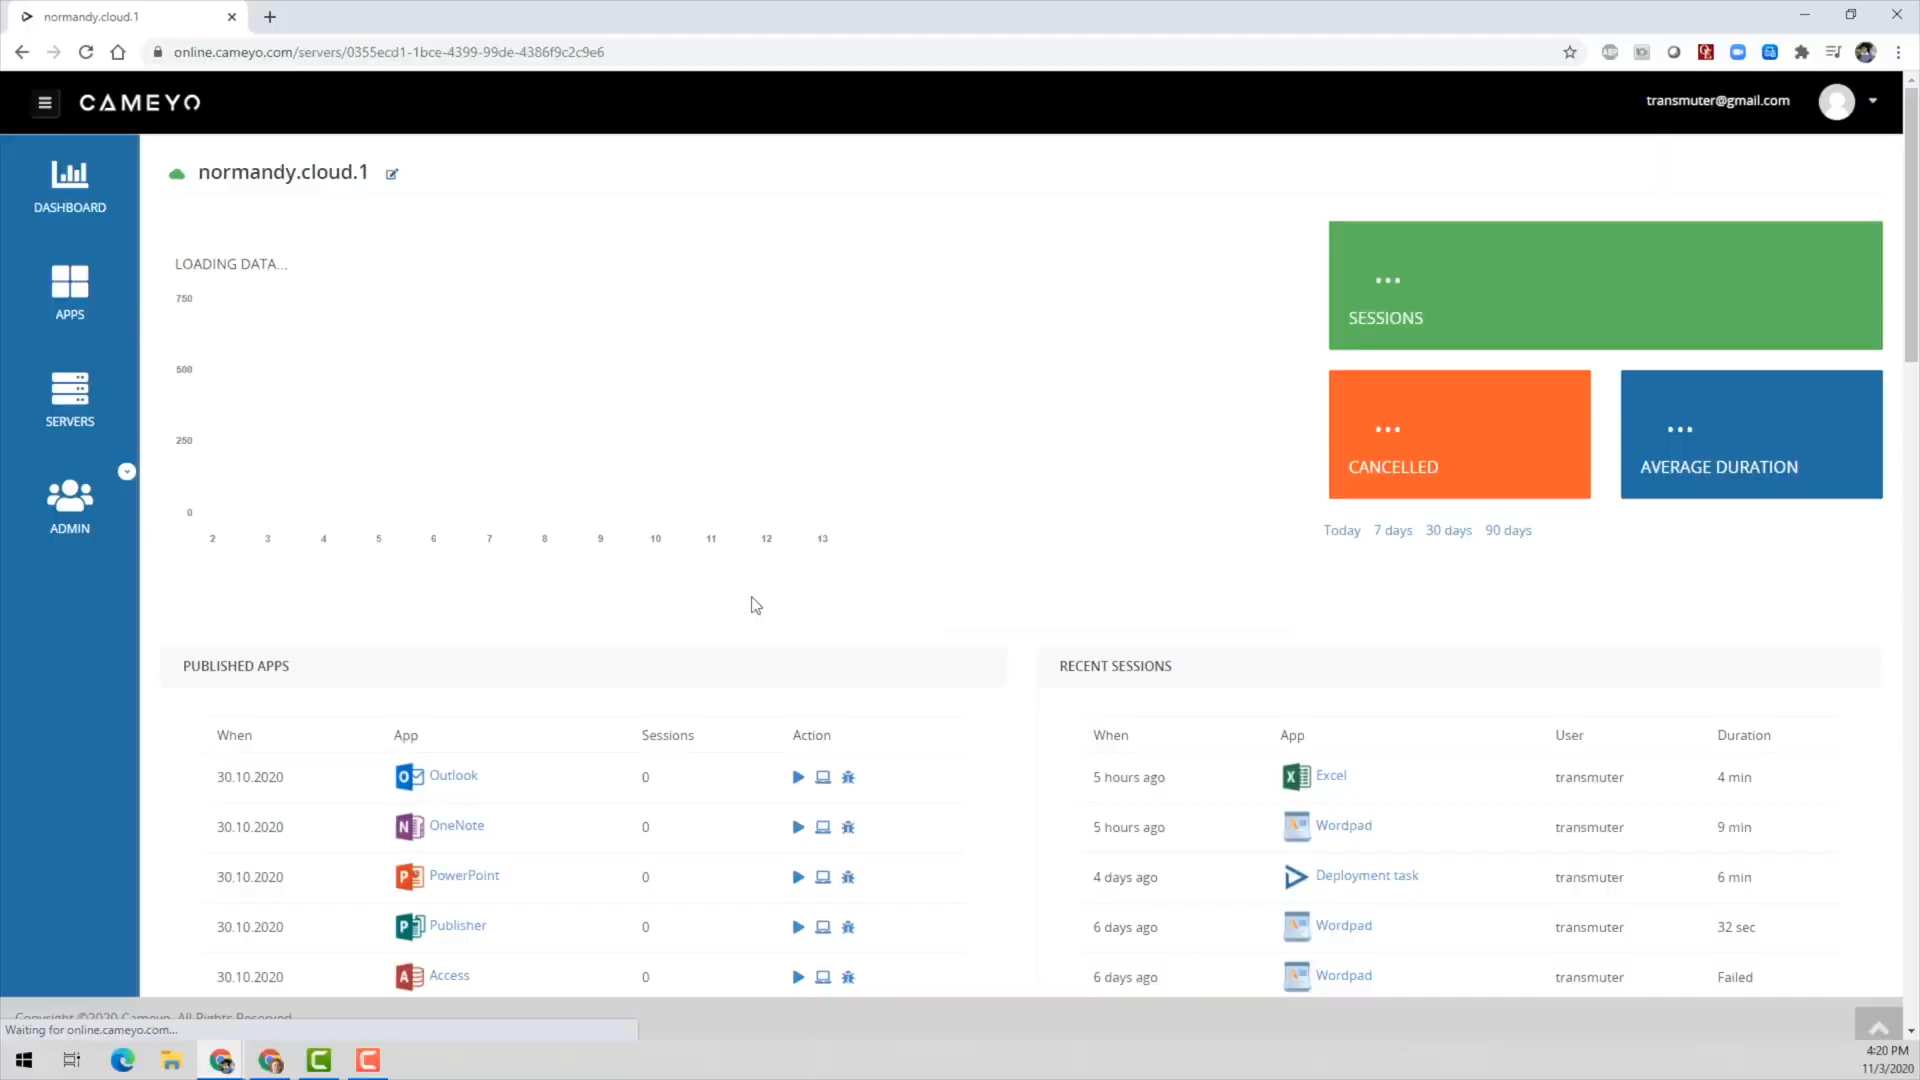 normandy.cloud.1
online.cameyo.com/servers/0355ecd1-1bce-4399-99de-4386f9c2c9e6
CAMEYO
transmuter@gmail.com
DASHBOARD
APPS
SERVERS
ADMIN
normandy.cloud.1
LOADING DATA...
750
500
250
0
2 3 4 5 6 7 8 9 10 11 12 13
...
SESSIONS
...
CANCELLED
...
AVERAGE DURATION
Today 7 days 30 days 90 days
PUBLISHED APPS
When App Sessions Action
30.10.2020 Outlook 0
30.10.2020 OneNote 0
30.10.2020 PowerPoint 0
30.10.2020 Publisher 0
30.10.2020 Access 0
RECENT SESSIONS
When App User Duration
5 hours ago Excel transmuter 4 min
5 hours ago Wordpad transmuter 9 min
4 days ago Deployment task transmuter 6 min
6 days ago Wordpad transmuter 32 sec
6 days ago Wordpad transmuter Failed
Copyright ©2020 Cameyo. All Rights Reserved
Waiting for online.cameyo.com...
4:20 PM
11/3/2020